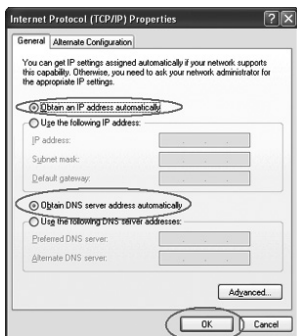 Internet Protocol (TCP/IP) Properties
General Alternate Configuration
You can get IP settings assigned automatically if your network supports
this capability. Otherwise, you need to ask your network administrator for
the appropriate IP settings.
Obtain an IP address automatically
Use the following IP address:
IP address:
Subnet mask:
Default gateway:
Obtain DNS server address automatically
Use the following DNS server addresses:
Preferred DNS server:
Alternate DNS server:
Advanced...
OK Cancel